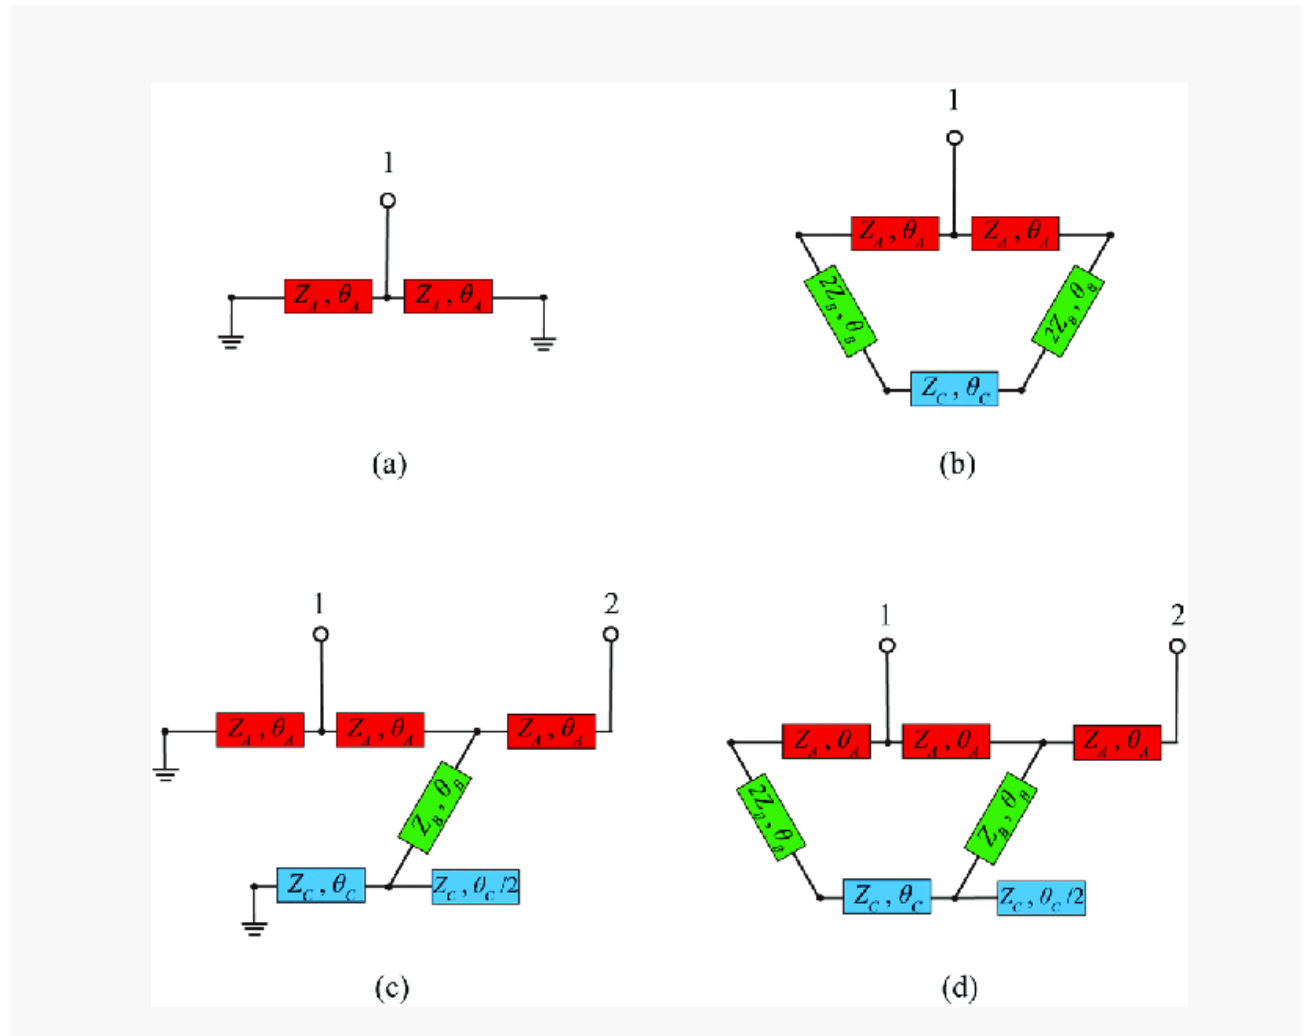 1
1
Z_A, θ_A Z_A, θ_A
Z_A, θ_A Z_A, θ_A
2Z_B, θ_B 2Z_B, θ_B
Z_C, θ_C
(a) (b)
1 2
1 2
Z_A, θ_A Z_A, θ_A Z_A, θ_A
Z_A, θ_A Z_A, θ_A Z_A, θ_A
Z_B, θ_B
2Z_B, θ_B Z_B, θ_B
Z_C, θ_C Z_C, θ_C/2
Z_C, θ_C Z_C, θ_C/2
(c) (d)